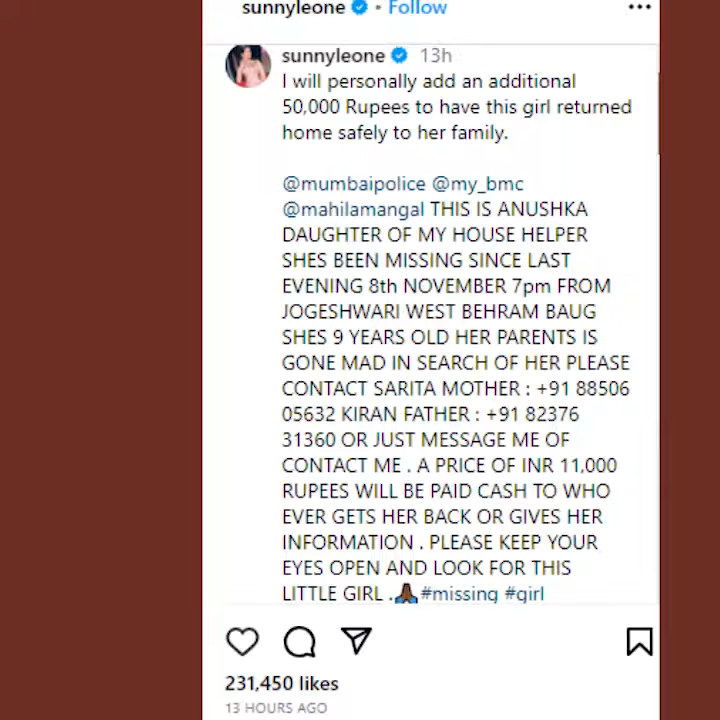 sunnyleone • Follow
sunnyleone 13h
I will personally add an additional
50,000 Rupees to have this girl returned
home safely to her family.
@mumbaipolice @my_bmc
@mahilamangal THIS IS ANUSHKA
DAUGHTER OF MY HOUSE HELPER
SHES BEEN MISSING SINCE LAST
EVENING 8th NOVEMBER 7pm FROM
JOGESHWARI WEST BEHRAM BAUG
SHES 9 YEARS OLD HER PARENTS IS
GONE MAD IN SEARCH OF HER PLEASE
CONTACT SARITA MOTHER : +91 88506
05632 KIRAN FATHER : +91 82376
31360 OR JUST MESSAGE ME OF
CONTACT ME . A PRICE OF INR 11,000
RUPEES WILL BE PAID CASH TO WHO
EVER GETS HER BACK OR GIVES HER
INFORMATION . PLEASE KEEP YOUR
EYES OPEN AND LOOK FOR THIS
LITTLE GIRL .🙏🏾 #missing #girl
231,450 likes
13 HOURS AGO